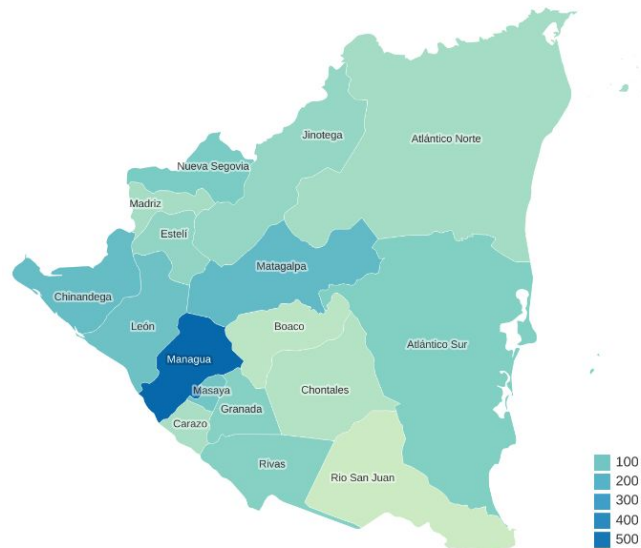 Jinotega
Atlántico Norte
Nueva Segovia
Madriz
Estelí
Matagalpa
Chinandega
León
Boaco
Atlántico Sur
Managua
Masaya
Chontales
Granada
Carazo
Rivas
Rio San Juan
100
200
300
400
500